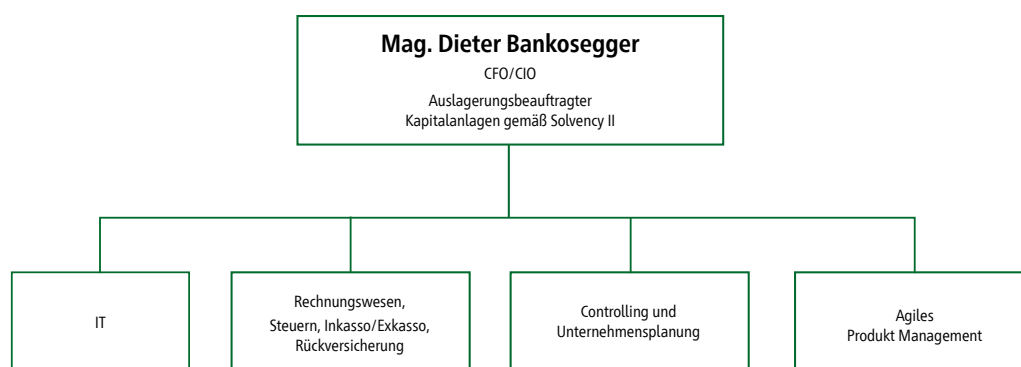 Mag. Dieter Bankosegger
CFO/CIO
Auslagerungsbeauftragter
Kapitalanlagen gemäß Solvency II
IT
Rechnungswesen,
Steuern, Inkasso/Exkasso,
Rückversicherung
Controlling und
Unternehmensplanung
Agiles
Produkt Management